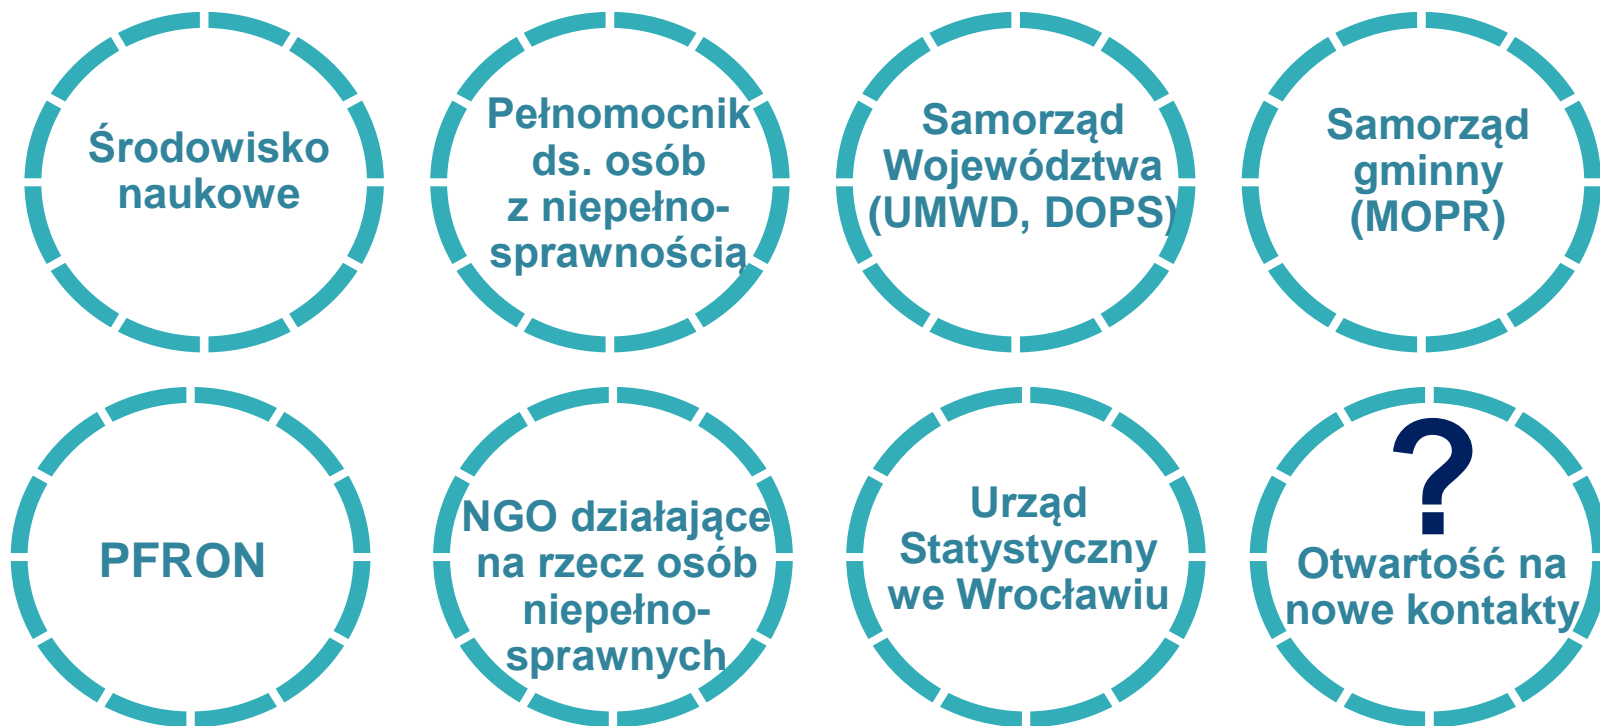 Środowisko
naukowe
Pełnomocnik
ds. osób
z niepełno-
sprawnością
Samorząd
Województwa
(UMWD, DOPS)
Samorząd
gminny
(MOPR)
PFRON
NGO działające
na rzecz osób
niepełno-
sprawnych
Urząd
Statystyczny
we Wrocławiu
?
Otwartość na
nowe kontakty